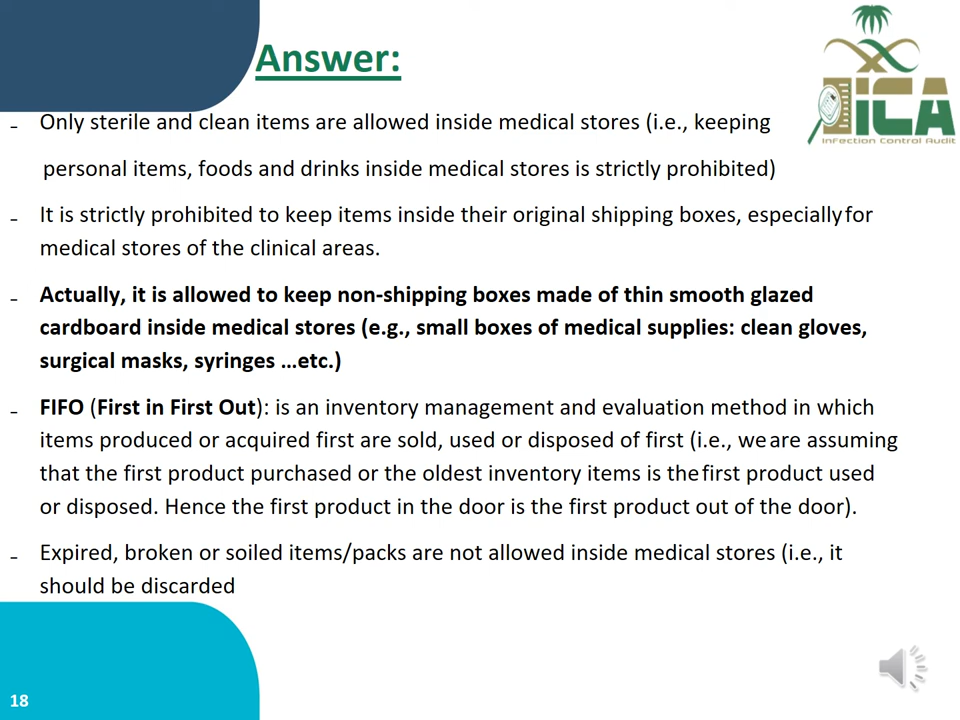 Answer:
ICA
Infection Control Audit
- Only sterile and clean items are allowed inside medical stores (i.e., keeping
personal items, foods and drinks inside medical stores is strictly prohibited)
- It is strictly prohibited to keep items inside their original shipping boxes, especially for
medical stores of the clinical areas.
- Actually, it is allowed to keep non-shipping boxes made of thin smooth glazed
cardboard inside medical stores (e.g., small boxes of medical supplies: clean gloves,
surgical masks, syringes …etc.)
- FIFO (First in First Out): is an inventory management and evaluation method in which
items produced or acquired first are sold, used or disposed of first (i.e., we are assuming
that the first product purchased or the oldest inventory items is the first product used
or disposed. Hence the first product in the door is the first product out of the door).
- Expired, broken or soiled items/packs are not allowed inside medical stores (i.e., it
should be discarded
18